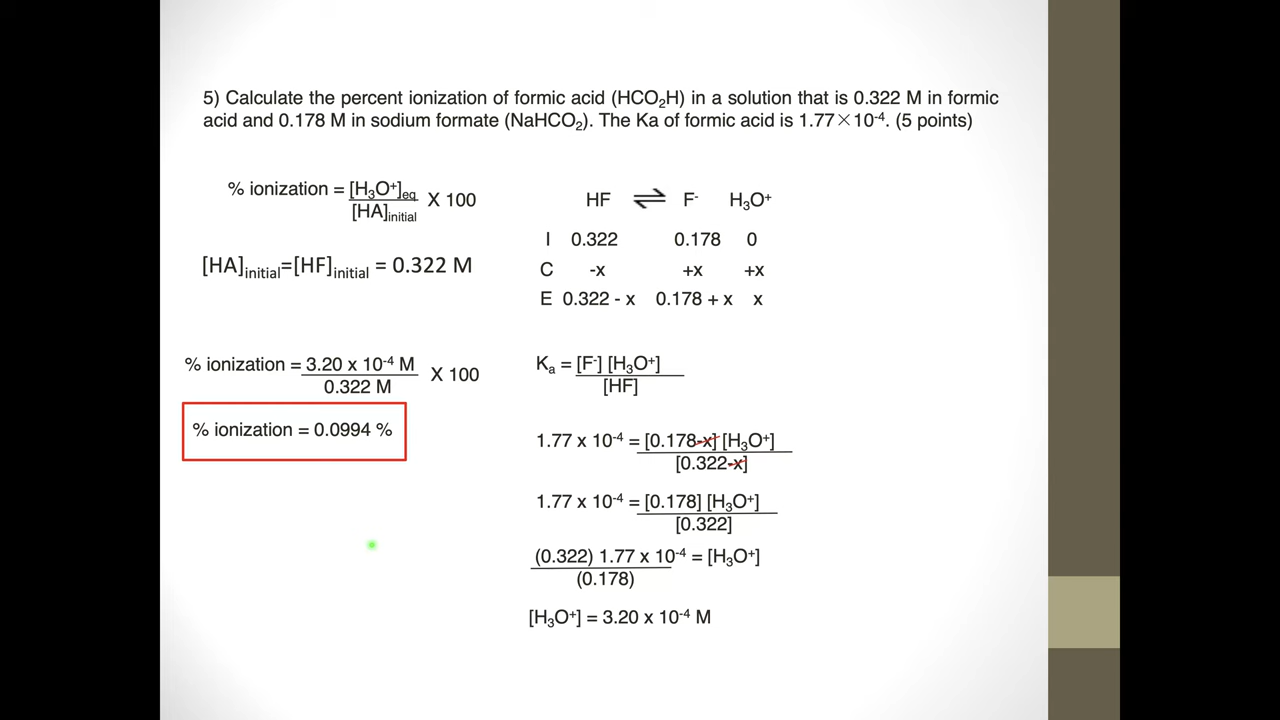 5) Calculate the percent ionization of formic acid (HCO₂H) in a solution that is 0.322 M in formic
acid and 0.178 M in sodium formate (NaHCO₂). The Ka of formic acid is 1.77×10⁻⁴. (5 points)
% ionization = [H₃O⁺]eq X 100
[HA]initial
[HA]initial=[HF]initial = 0.322 M
HF ⇌ F⁻ H₃O⁺
I 0.322 0.178 0
C -x +x +x
E 0.322 - x 0.178 + x x
% ionization = 3.20 x 10⁻⁴ M X 100
0.322 M
% ionization = 0.0994 %
Kₐ = [F⁻] [H₃O⁺]
[HF]
1.77 x 10⁻⁴ = [0.178-x] [H₃O⁺]
[0.322-x]
1.77 x 10⁻⁴ = [0.178] [H₃O⁺]
[0.322]
(0.322) 1.77 x 10⁻⁴ = [H₃O⁺]
(0.178)
[H₃O⁺] = 3.20 x 10⁻⁴ M